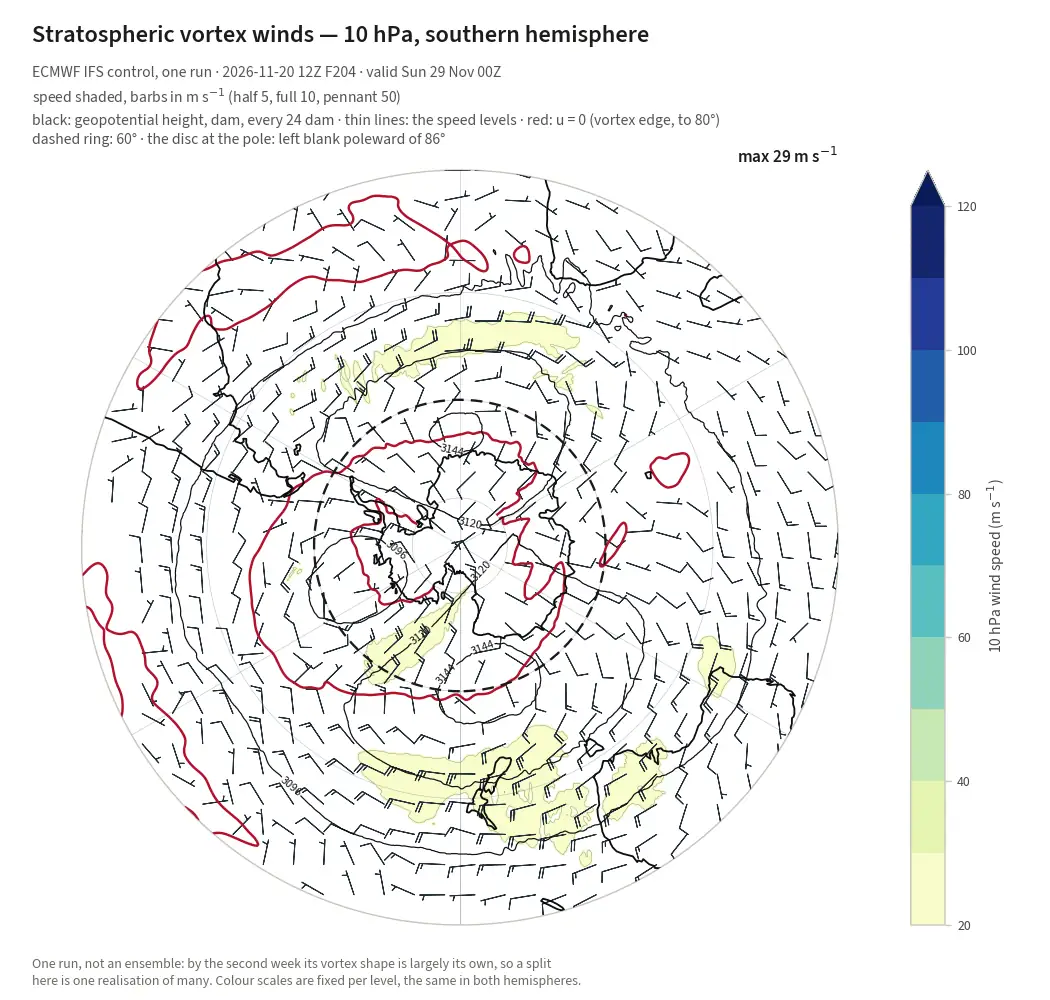 Stratospheric vortex winds — 10 hPa, southern hemisphere
ECMWF IFS control, one run · 2026-11-20 12Z F204 · valid Sun 29 Nov 00Z
speed shaded, barbs in m s−1 (half 5, full 10, pennant 50)
black: geopotential height, dam, every 24 dam · thin lines: the speed levels · red: u = 0 (vortex edge, to 80°)
dashed ring: 60° · the disc at the pole: left blank poleward of 86°
max 29 m s−1
120
100
80
60
40
20
10 hPa wind speed (m s−1)
3144
3120
3096
3120
3144
3144
3096
One run, not an ensemble: by the second week its vortex shape is largely its own, so a split
here is one realisation of many. Colour scales are fixed per level, the same in both hemispheres.